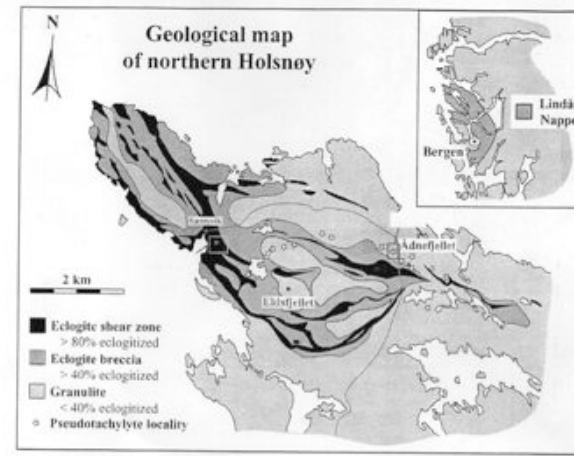 N
Geological map
of northern Holsnøy
Lindås
Nappe
Bergen
Ådnefjellet
Eldsfjellet
2 km
Eclogite shear zone
> 80% eclogitized
Eclogite breccia
> 40% eclogitized
Granulite
< 40% eclogitized
Pseudotachylyte locality